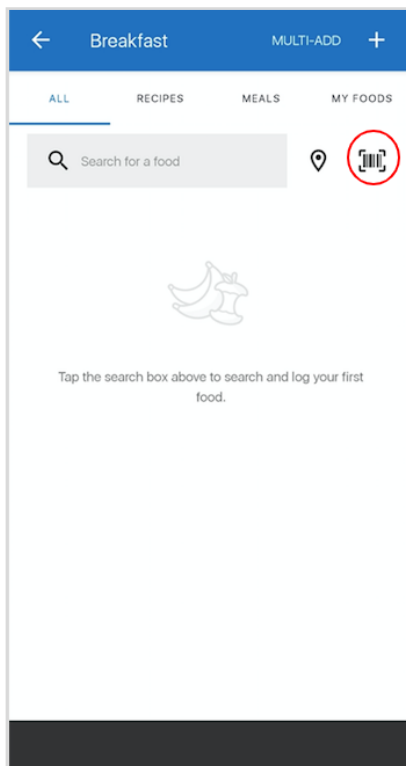 Breakfast MULTI-ADD +
ALL RECIPES MEALS MY FOODS
Search for a food
Tap the search box above to search and log your first
food.